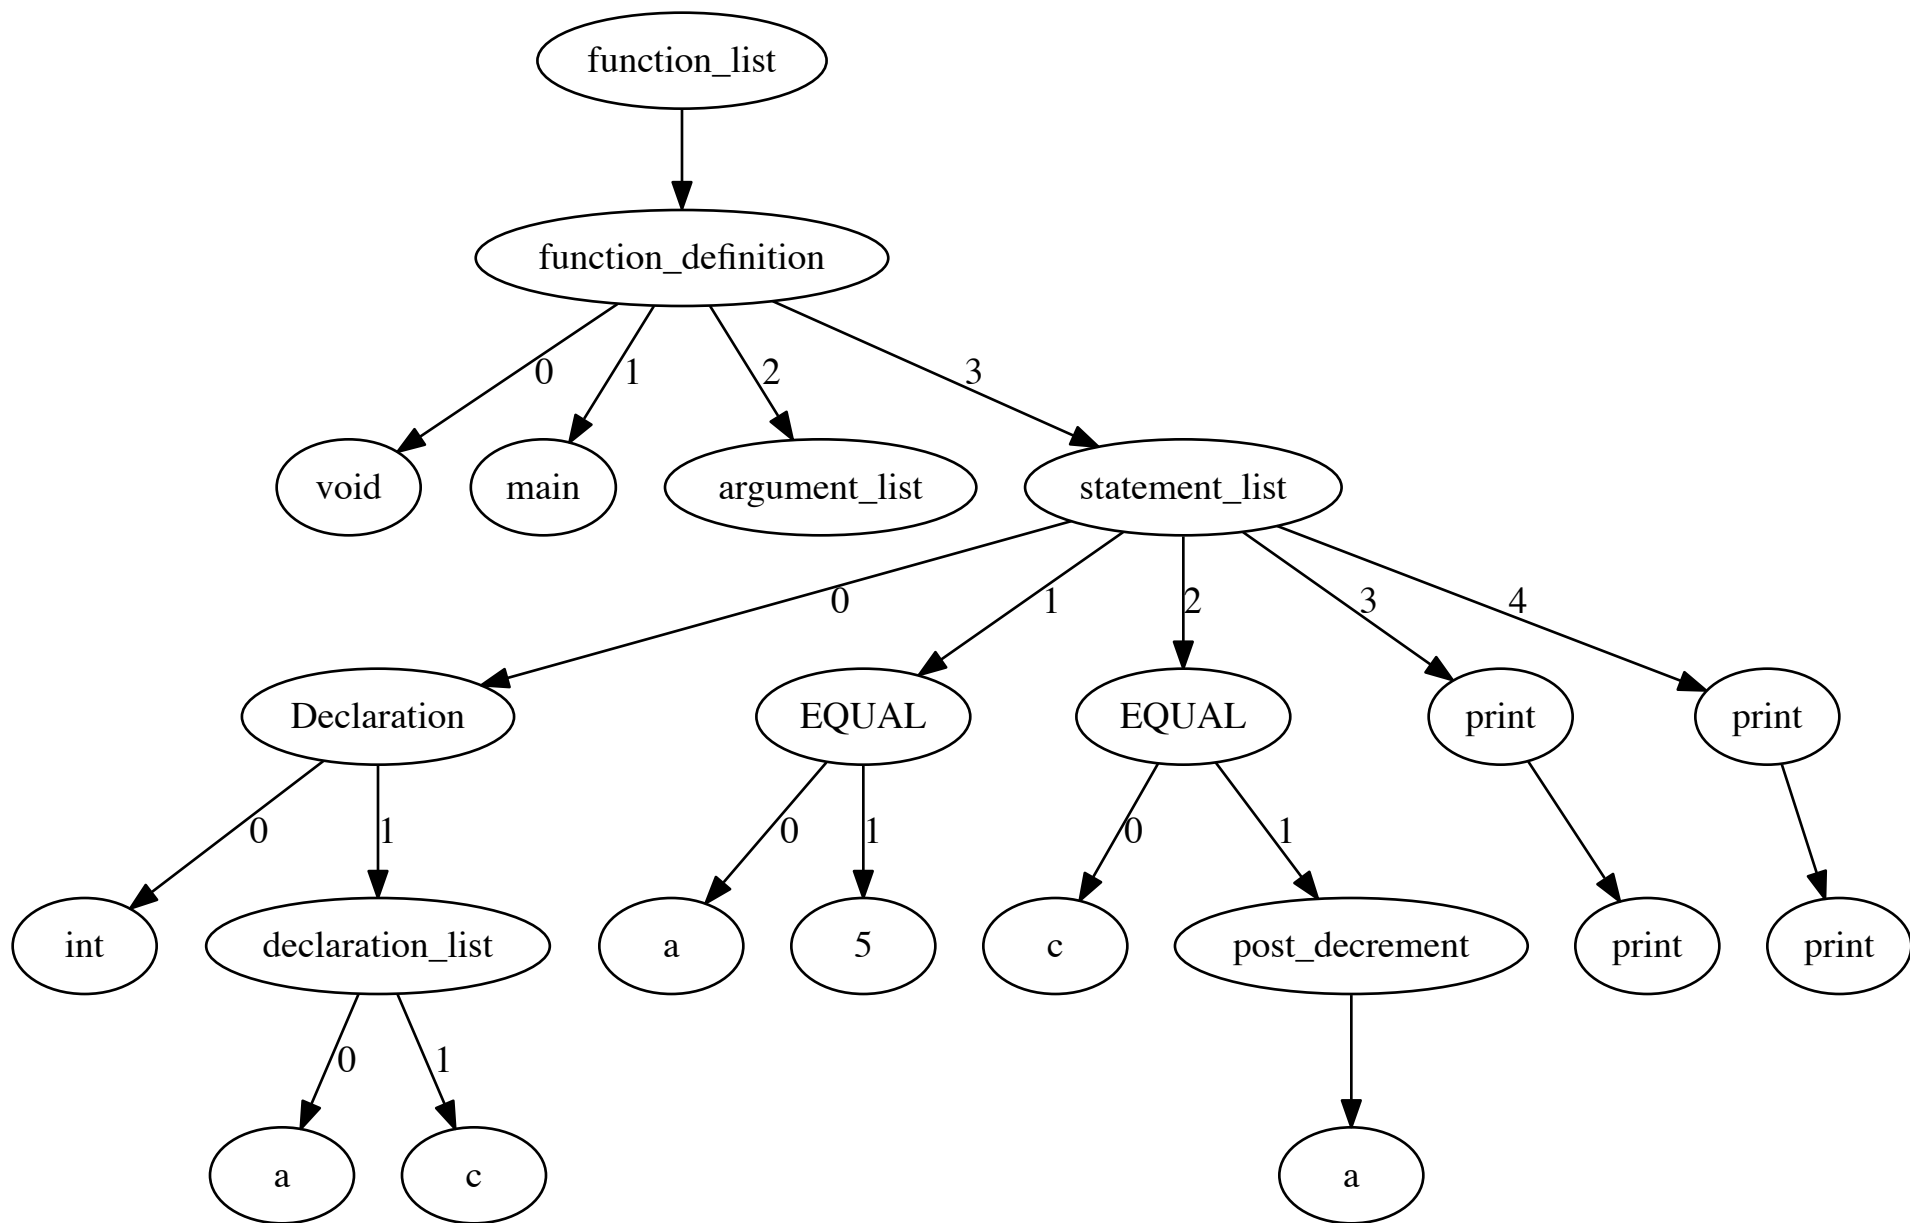 function_list
function_definition
0 1 2 3
void main argument_list statement_list
0 1 2 3 4
Declaration EQUAL EQUAL print print
0 1 0 1 0 1
int declaration_list a 5 c post_decrement print print
0 1
a c a